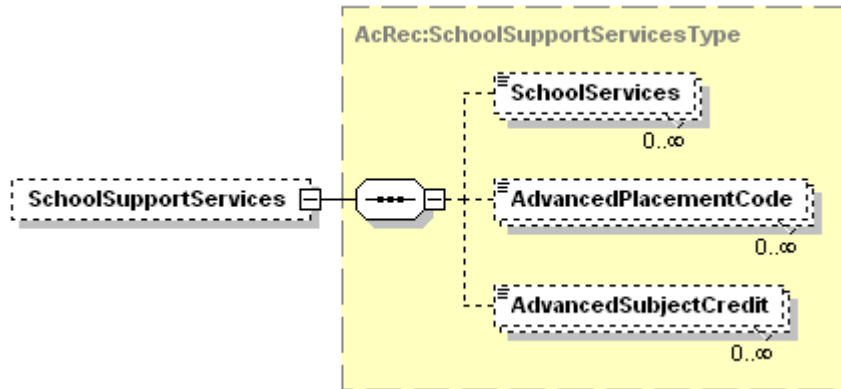 AcRec:SchoolSupportServicesType
SchoolServices
0..∞
SchoolSupportServices
AdvancedPlacementCode
0..∞
AdvancedSubjectCredit
0..∞